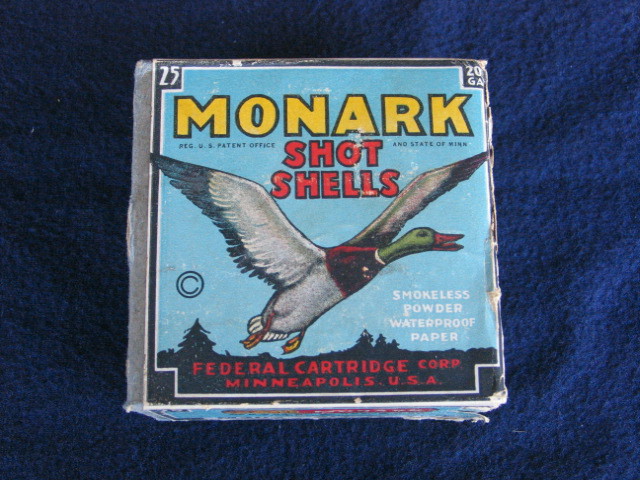 25
20
GA
MONARK
REG. U.S. PATENT OFFICE AND STATE OF MINN
SHOT
SHELLS
©
SMOKELESS
POWDER
WATERPROOF
PAPER
FEDERAL CARTRIDGE CORP
MINNEAPOLIS. U.S.A.